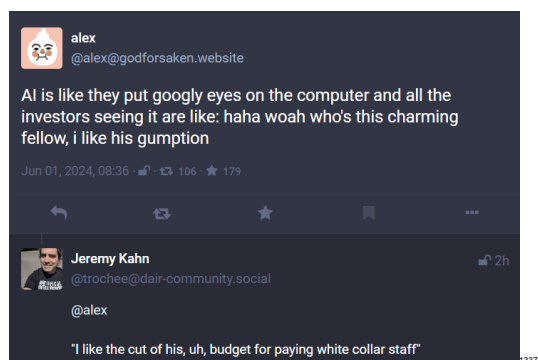 alex
@alex@godforsaken.website
AI is like they put googly eyes on the computer and all the
investors seeing it are like: haha woah who's this charming
fellow, i like his gumption
Jun 01, 2024, 08:36 · · 106 · 179
Jeremy Kahn
2h
@trochee@dair-community.social
@alex
"I like the cut of his, uh, budget for paying white collar staff"